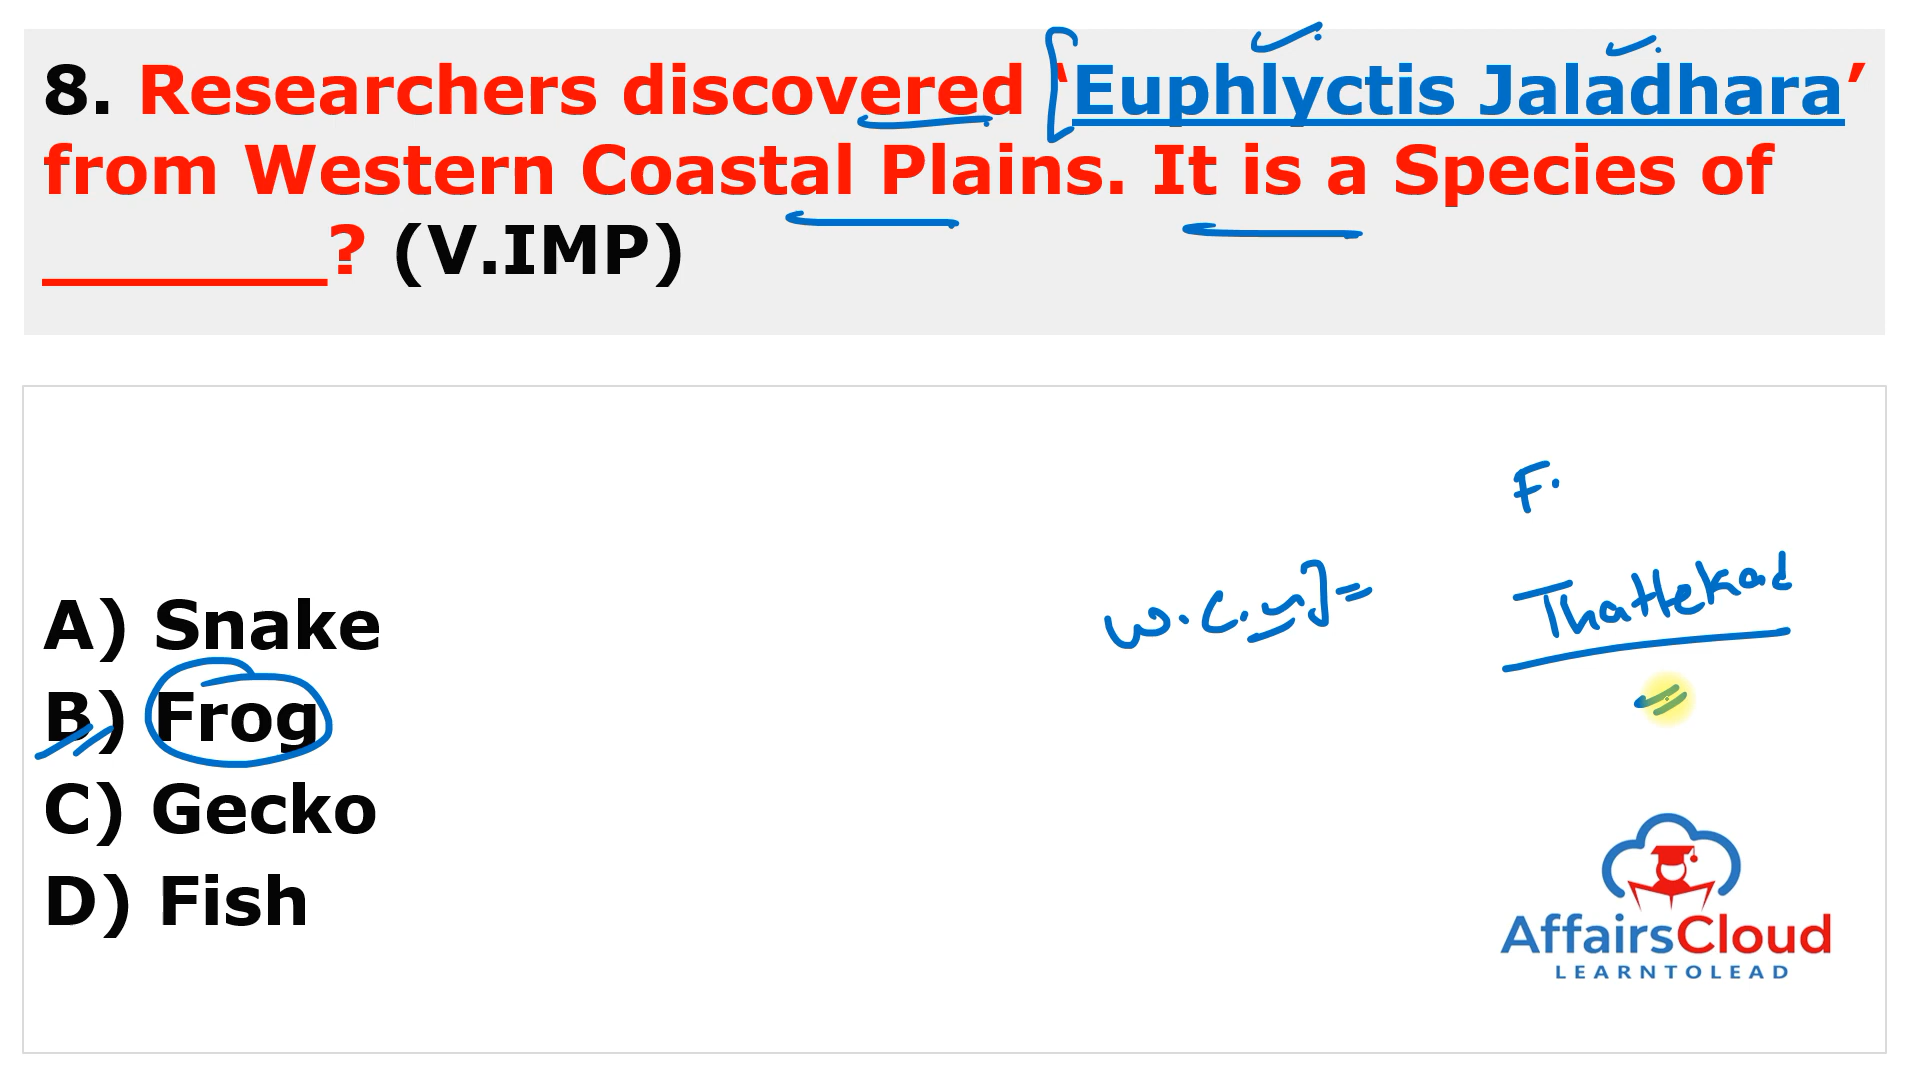 8. Researchers discovered ‘Euphlyctis Jaladhara’
from Western Coastal Plains. It is a Species of
_________? (V.IMP)
F.
W.C.
Thattekad
A) Snake
B) Frog
C) Gecko
D) Fish
AffairsCloud
LEARNTOLEAD